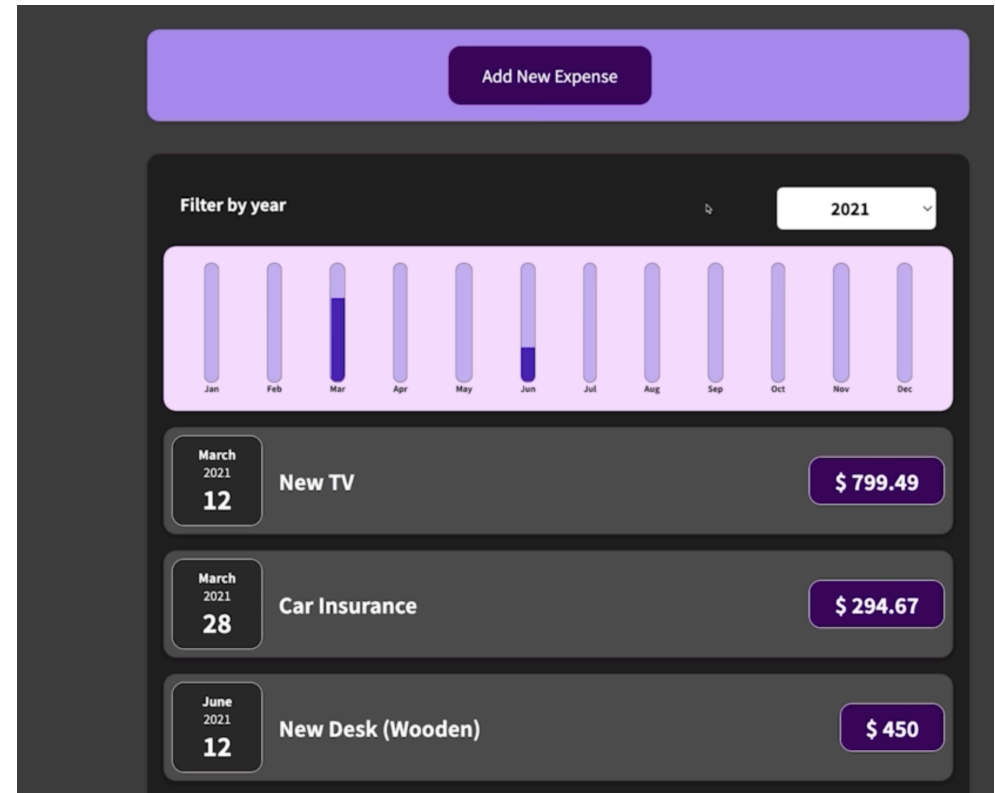 Add New Expense
Filter by year
2021
Jan Feb Mar Apr May Jun Jul Aug Sep Oct Nov Dec
March
2021
12
New TV
$ 799.49
March
2021
28
Car Insurance
$ 294.67
June
2021
12
New Desk (Wooden)
$ 450